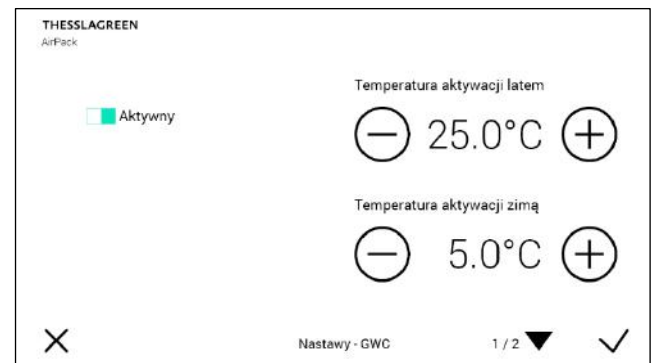 THESSLAGREEN
AirPack
Temperatura aktywacji latem
Aktywny
25.0°C
Temperatura aktywacji zimą
5.0°C
Nastawy - GWC
1 / 2